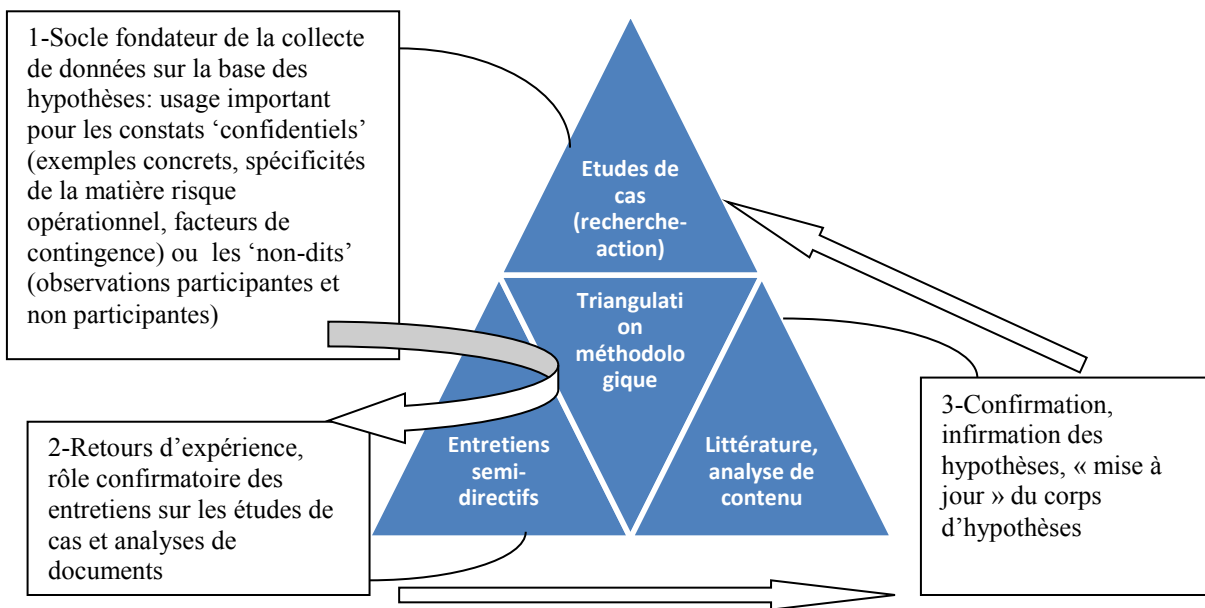 1-Socle fondateur de la collecte
de données sur la base des
hypothèses: usage important
pour les constats ‘confidentiels’
(exemples concrets, spécificités
de la matière risque
opérationnel, facteurs de
contingence) ou  les ‘non-dits’
(observations participantes et
non participantes)
Etudes de
cas
(recherche-
action)
Triangulati
on
méthodolo
gique
2-Retours d’expérience,
rôle confirmatoire des
entretiens sur les études de
cas et analyses de
documents
Entretiens
semi-
directifs
Littérature,
analyse de
contenu
3-Confirmation,
infirmation des
hypothèses, « mise à
jour » du corps
d’hypothèses